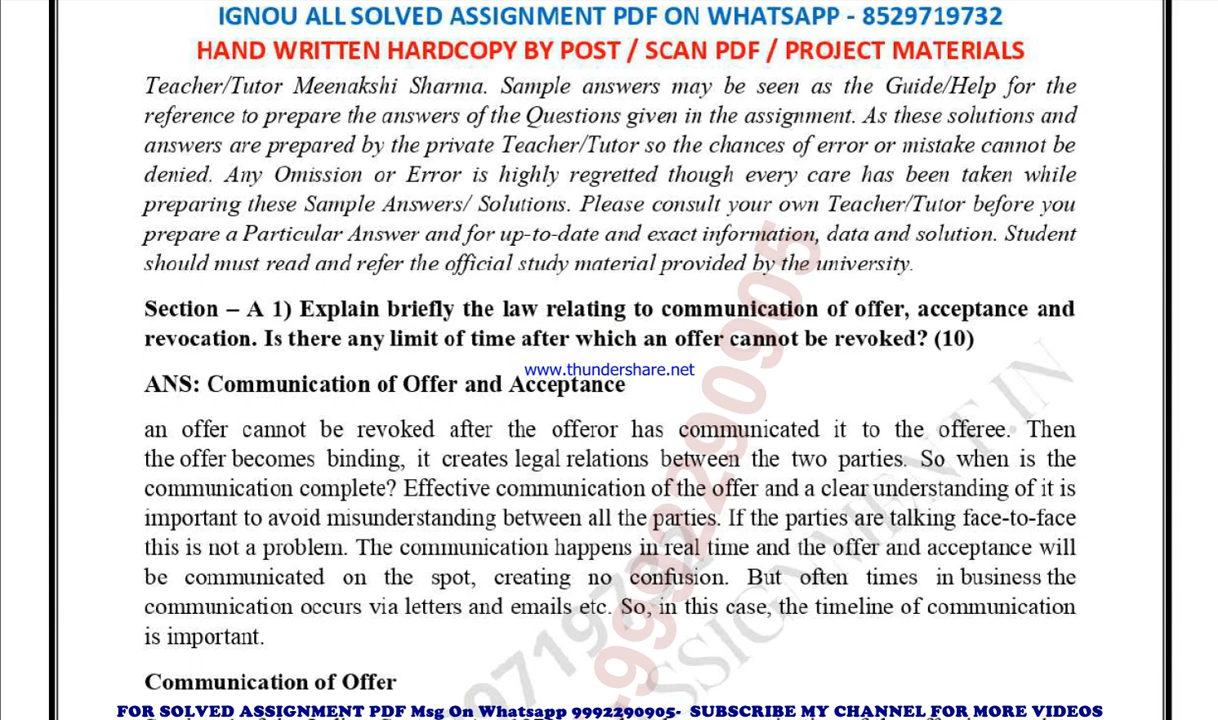 IGNOU ALL SOLVED ASSIGNMENT PDF ON WHATSAPP - 8529719732
HAND WRITTEN HARDCOPY BY POST / SCAN PDF / PROJECT MATERIALS
Teacher/Tutor Meenakshi Sharma. Sample answers may be seen as the Guide/Help for the
reference to prepare the answers of the Questions given in the assignment. As these solutions and
answers are prepared by the private Teacher/Tutor so the chances of error or mistake cannot be
denied. Any Omission or Error is highly regretted though every care has been taken while
preparing these Sample Answers/ Solutions. Please consult your own Teacher/Tutor before you
prepare a Particular Answer and for up-to-date and exact information, data and solution. Student
should must read and refer the official study material provided by the university.
Section – A 1) Explain briefly the law relating to communication of offer, acceptance and
revocation. Is there any limit of time after which an offer cannot be revoked? (10)
www.thundershare.net
ANS: Communication of Offer and Acceptance
an offer cannot be revoked after the offeror has communicated it to the offeree. Then
the offer becomes binding, it creates legal relations between the two parties. So when is the
communication complete? Effective communication of the offer and a clear understanding of it is
important to avoid misunderstanding between all the parties. If the parties are talking face-to-face
this is not a problem. The communication happens in real time and the offer and acceptance will
be communicated on the spot, creating no confusion. But often times in business the
communication occurs via letters and emails etc. So, in this case, the timeline of communication
is important.
Communication of Offer
FOR SOLVED ASSIGNMENT PDF Msg On Whatsapp 9992290905- SUBSCRIBE MY CHANNEL FOR MORE VIDEOS
-9992290905
9719732
SSIGNMENT.IN